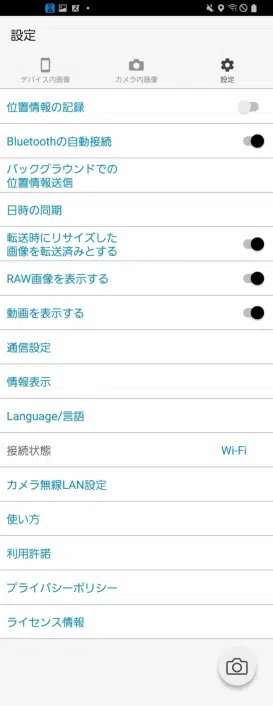 設定
デバイス内画像
カメラ内画像
設定
位置情報の記録
Bluetoothの自動接続
バックグラウンドでの
位置情報送信
日時の同期
転送時にリサイズした
画像を転送済みとする
RAW画像を表示する
動画を表示する
通信設定
情報表示
Language/言語
接続状態 Wi-Fi
カメラ無線LAN設定
使い方
利用許諾
プライバシーポリシー
ライセンス情報